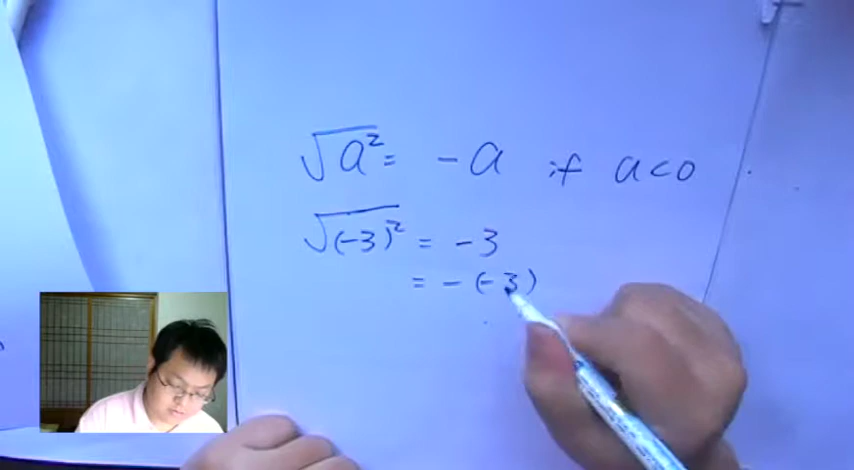 √a² = -a if a<0
√(-3)² = -3
= -(-3)